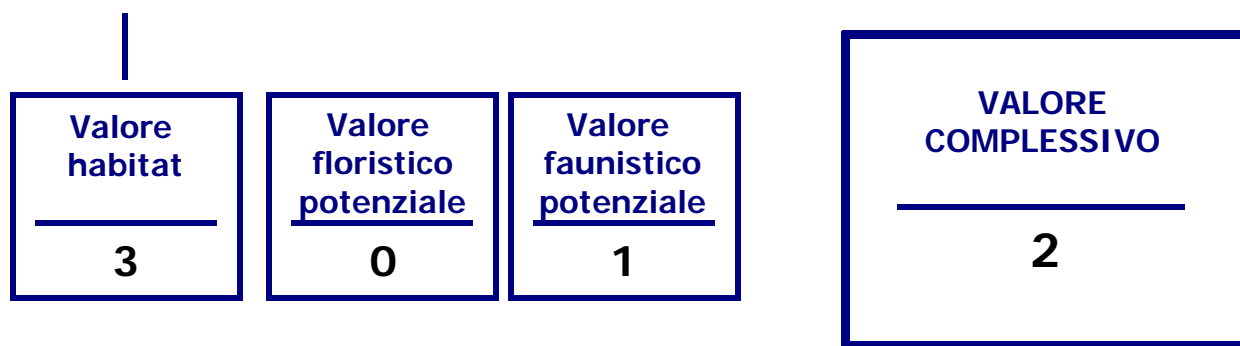 Valore
habitat
3
Valore
floristico
potenziale
0
Valore
faunistico
potenziale
1
VALORE
COMPLESSIVO
2